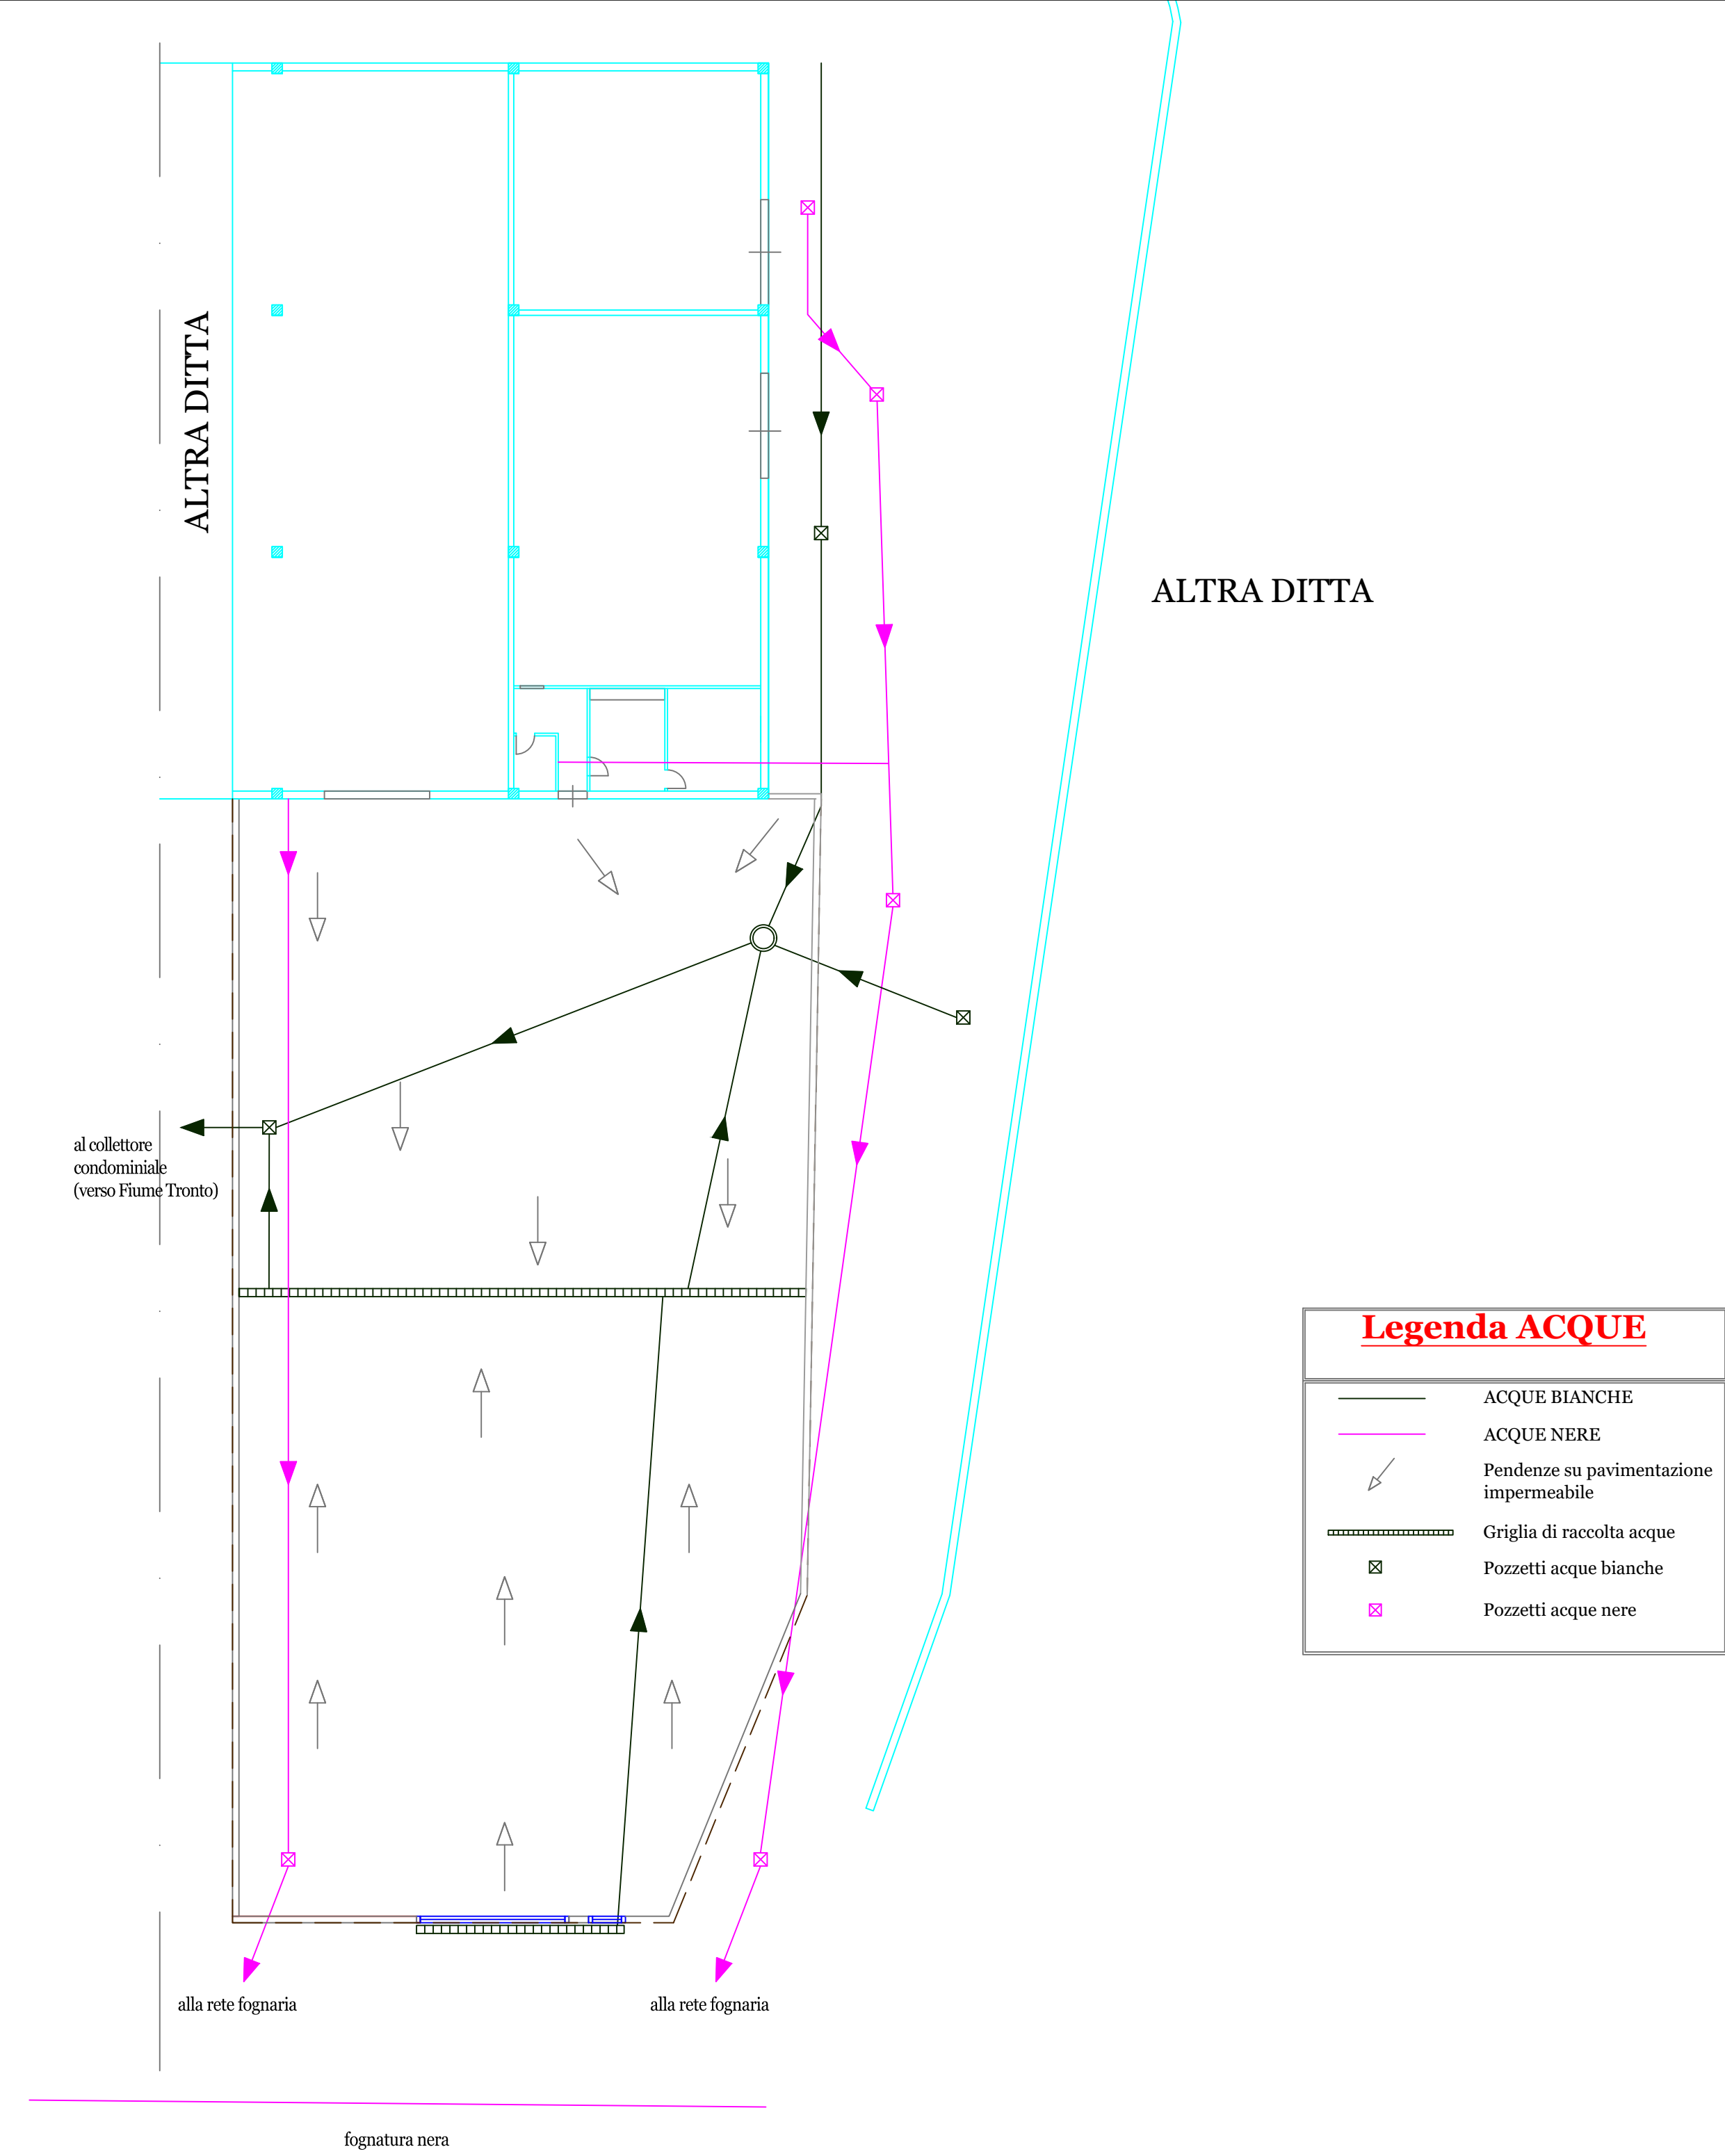 ALTRA DITTA
ALTRA DITTA
al collettore
condominiale
(verso Fiume Tronto)
Legenda ACQUE
ACQUE BIANCHE
ACQUE NERE
Pendenze su pavimentazione
impermeabile
Griglia di raccolta acque
Pozzetti acque bianche
Pozzetti acque nere
alla rete fognaria
alla rete fognaria
fognatura nera